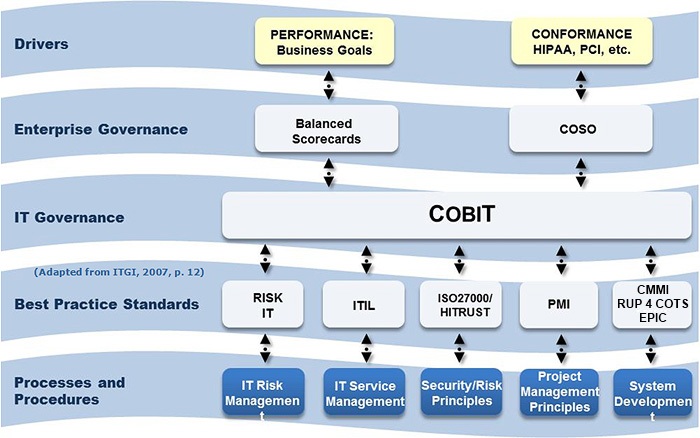 Drivers
PERFORMANCE:
Business Goals
CONFORMANCE
HIPAA, PCI, etc.
Enterprise Governance
Balanced
Scorecards
COSO
IT Governance
COBIT
(Adapted from ITGI, 2007, p. 12)
Best Practice Standards
RISK
IT
ITIL
ISO27000/
HITRUST
PMI
CMMI
RUP 4 COTS
EPIC
Processes and
Procedures
IT Risk
Managemen
t
IT Service
Management
Security/Risk
Principles
Project
Management
Principles
System
Developmen
t